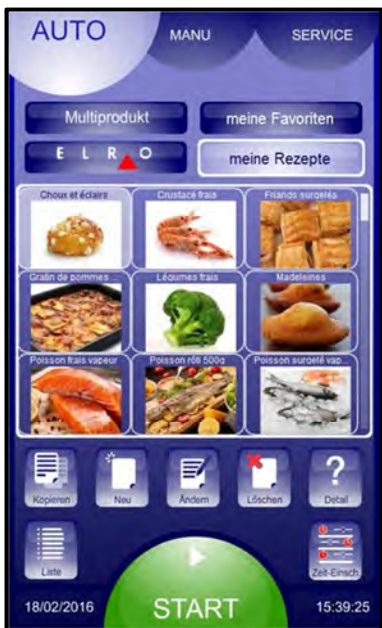 AUTO MANU SERVICE
Multiprodukt meine Favoriten
E L R O meine Rezepte
Choux et éclairs Crustacé frais Friands surgelés
Gratin de pommes ... Légumes frais Madeleines
Poisson frais vapeur Poisson rôti 500g Poisson surgelé vap...
Kopieren Neu Ändern Löschen ? Detail
Liste Zeit-Einsch.
18/02/2016 START 15:39:25